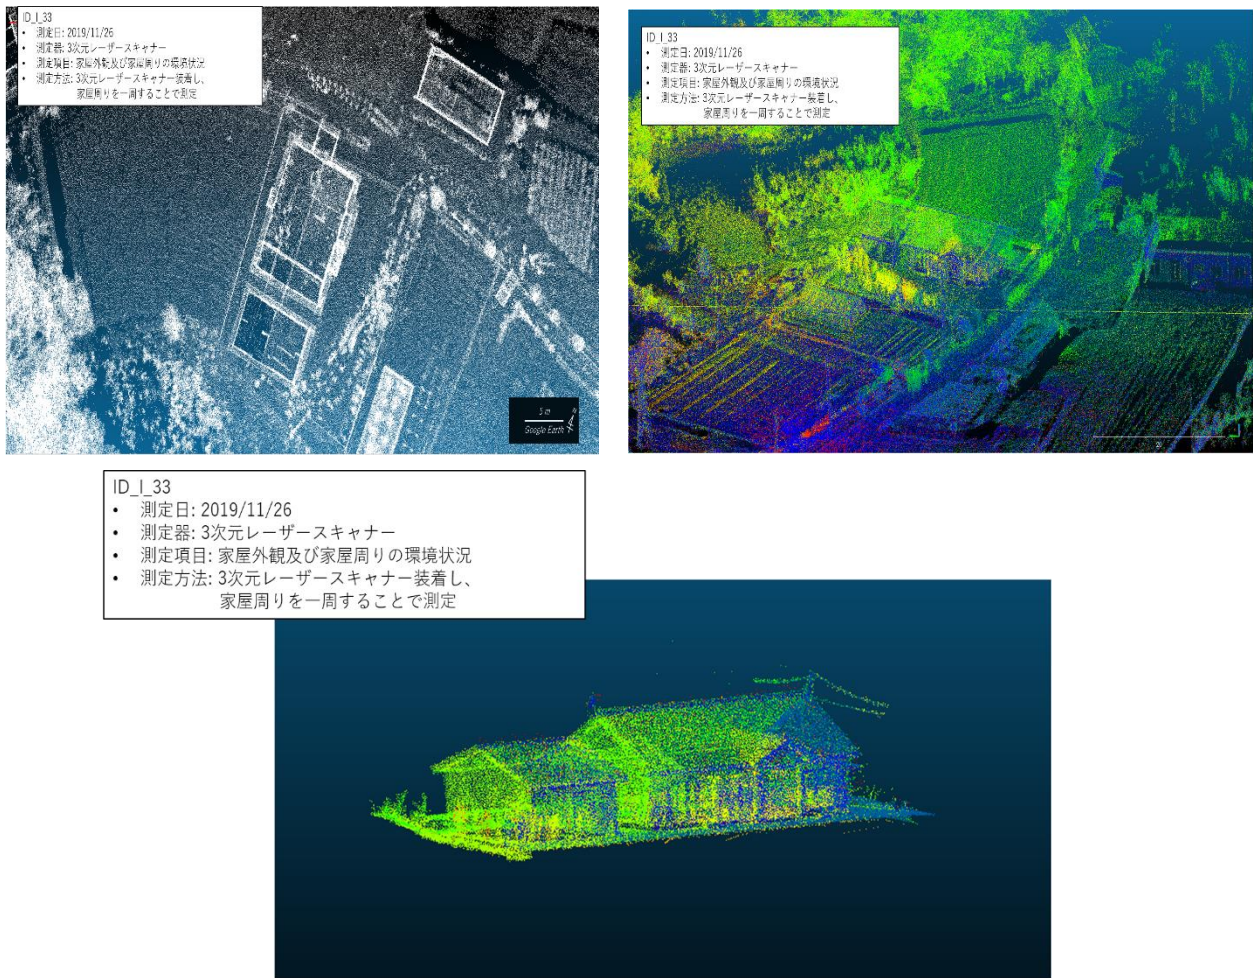 ID_I_33
• 測定日: 2019/11/26
• 測定器: 3次元レーザースキャナー
• 測定項目: 家屋外観及び家屋周りの環境状況
• 測定方法: 3次元レーザースキャナー装着し、
家屋周りを一周することで測定
5 m
Google Earth
ID_I_33
• 測定日: 2019/11/26
• 測定器: 3次元レーザースキャナー
• 測定項目: 家屋外観及び家屋周りの環境状況
• 測定方法: 3次元レーザースキャナー装着し、
家屋周りを一周することで測定
20
ID_I_33
• 測定日: 2019/11/26
• 測定器: 3次元レーザースキャナー
• 測定項目: 家屋外観及び家屋周りの環境状況
• 測定方法: 3次元レーザースキャナー装着し、
家屋周りを一周することで測定